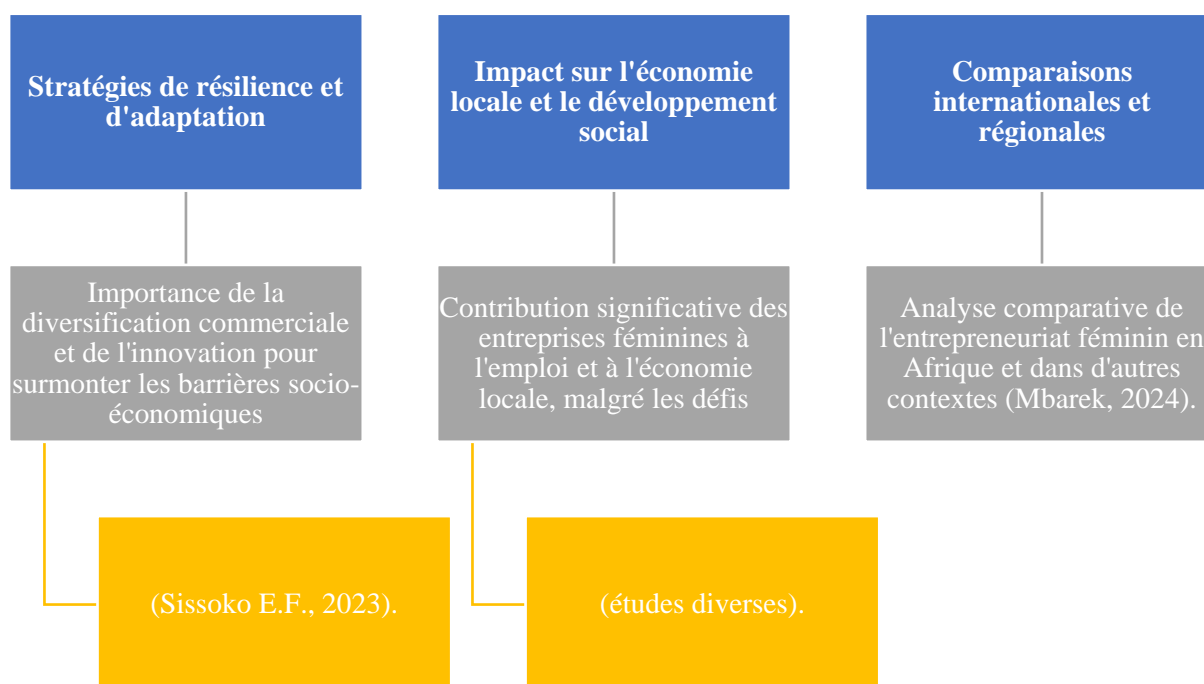 Stratégies de résilience et
d'adaptation
Importance de la
diversification commerciale
et de l'innovation pour
surmonter les barrières socio-
économiques
(Sissoko E.F., 2023).
Impact sur l'économie
locale et le développement
social
Contribution significative des
entreprises féminines à
l'emploi et à l'économie
locale, malgré les défis
(études diverses).
Comparaisons
internationales et
régionales
Analyse comparative de
l'entrepreneuriat féminin en
Afrique et dans d'autres
contextes (Mbarek, 2024).